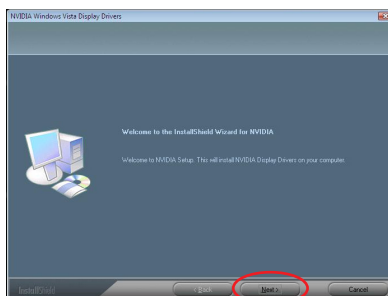 NVIDIA Windows Vista Display Drivers
Welcome to the InstallShield Wizard for NVIDIA
Welcome to NVIDIA Setup. This will install NVIDIA Display Drivers on your computer.
InstallShield
< Back Next > Cancel